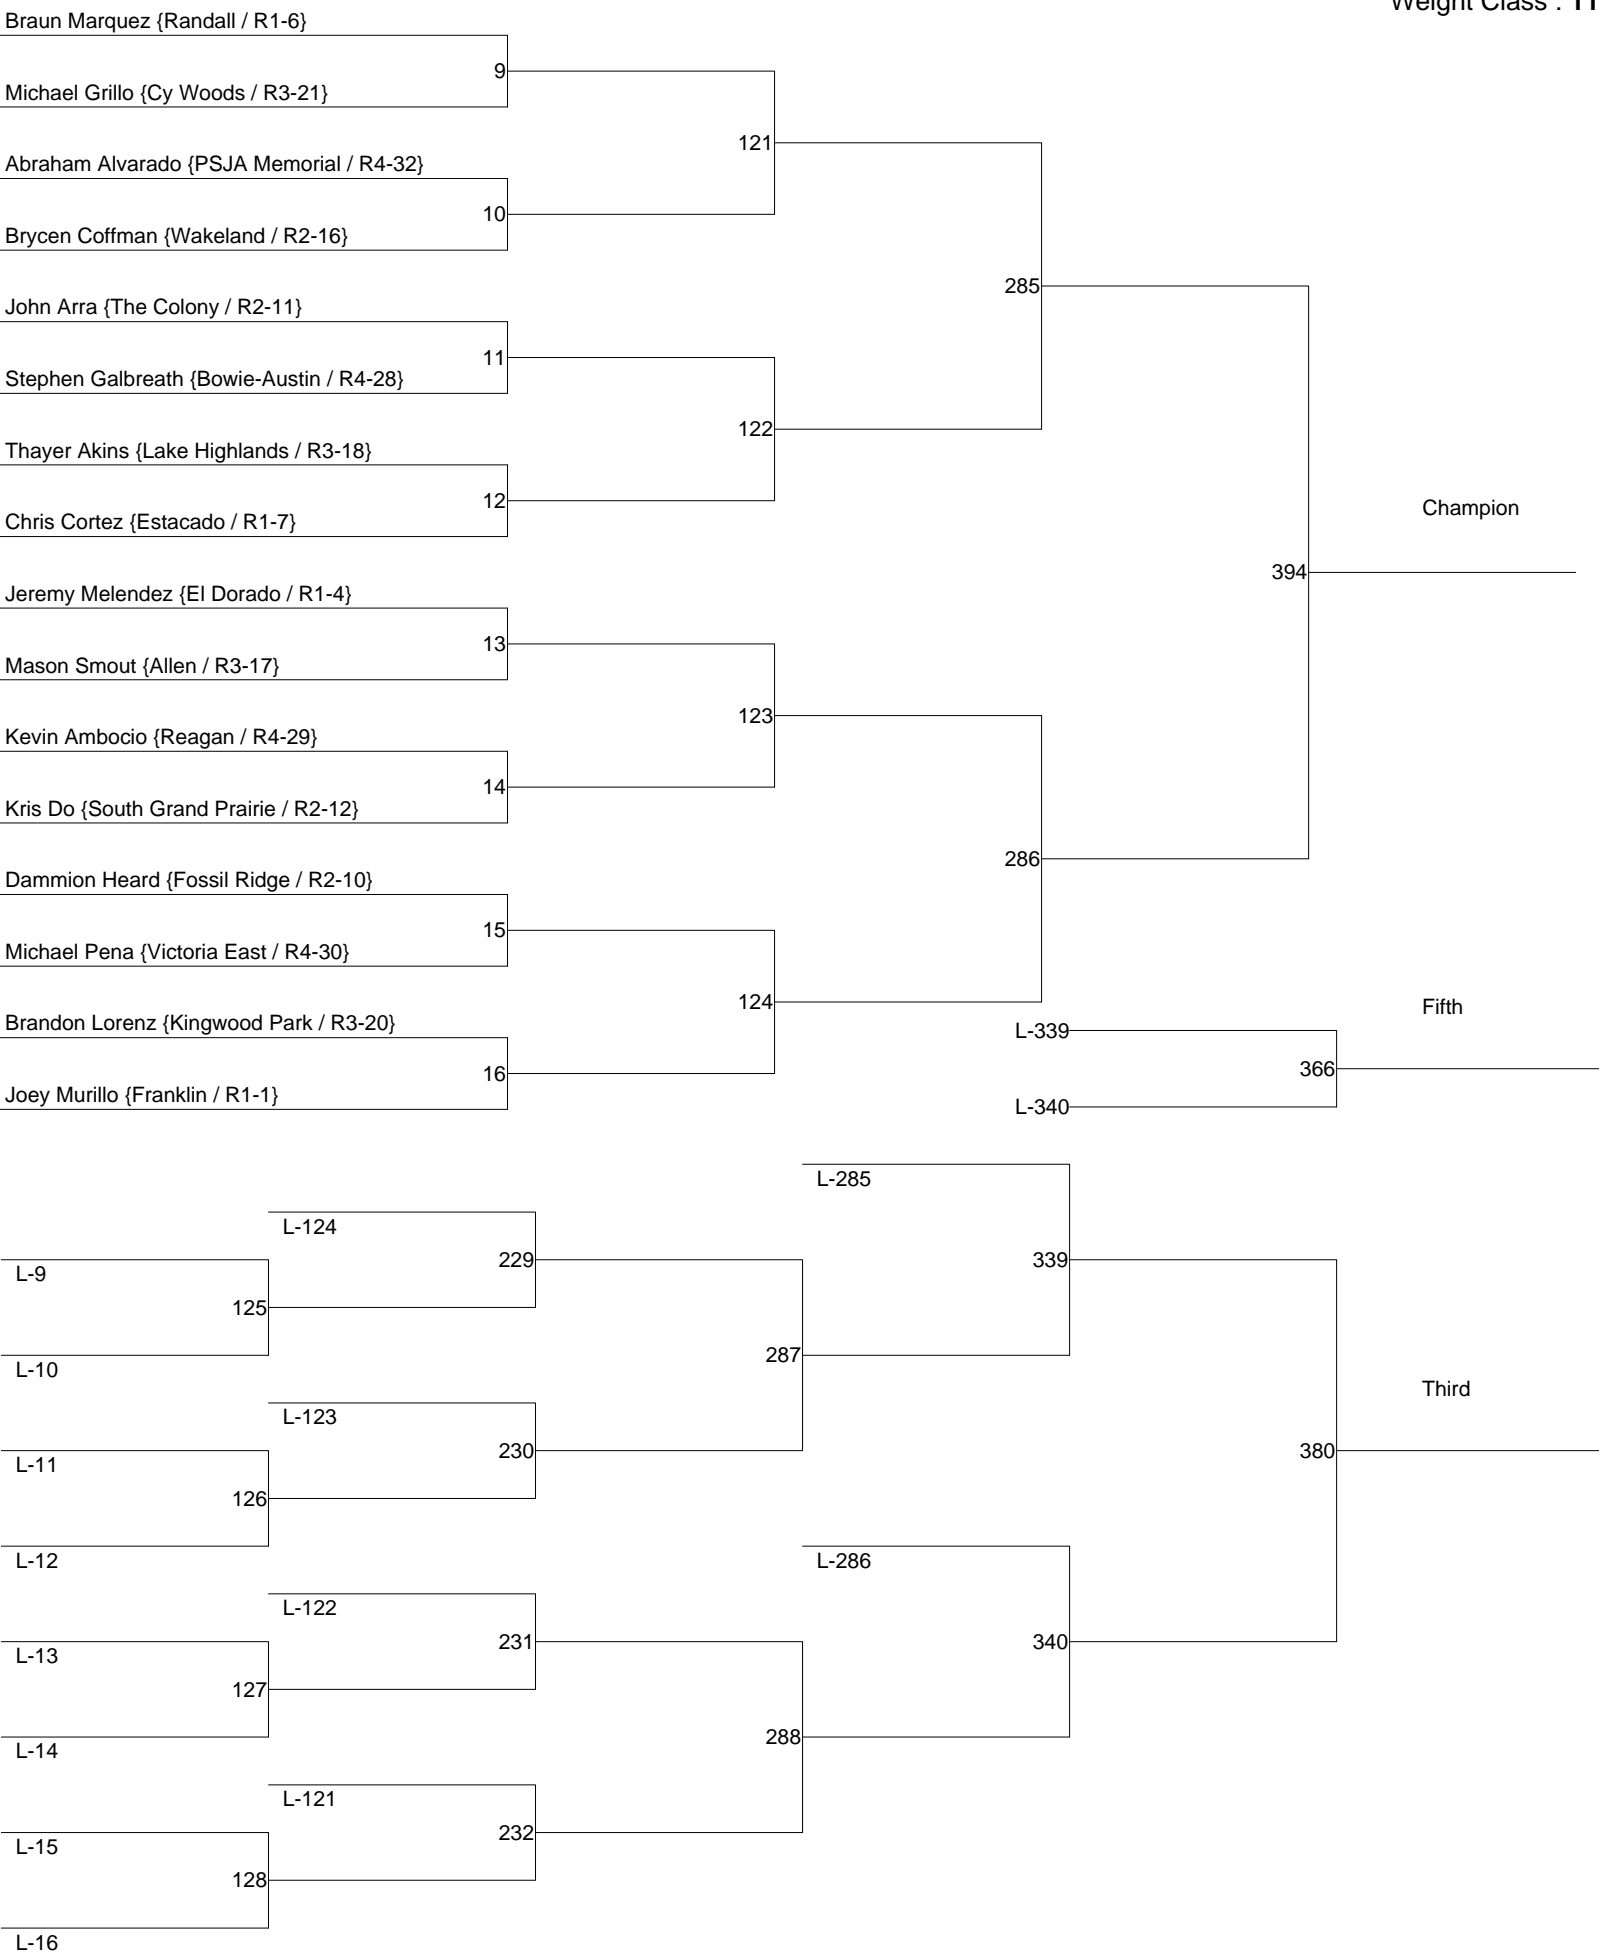 Weight Class : 11
Braun Marquez {Randall / R1-6}
9
Michael Grillo {Cy Woods / R3-21}
121
Abraham Alvarado {PSJA Memorial / R4-32}
10
Brycen Coffman {Wakeland / R2-16}
285
John Arra {The Colony / R2-11}
11
Stephen Galbreath {Bowie-Austin / R4-28}
122
Thayer Akins {Lake Highlands / R3-18}
12
Chris Cortez {Estacado / R1-7}
Champion
394
Jeremy Melendez {El Dorado / R1-4}
13
Mason Smout {Allen / R3-17}
123
Kevin Ambocio {Reagan / R4-29}
14
Kris Do {South Grand Prairie / R2-12}
286
Dammion Heard {Fossil Ridge / R2-10}
15
Michael Pena {Victoria East / R4-30}
124
Brandon Lorenz {Kingwood Park / R3-20}
16
Joey Murillo {Franklin / R1-1}
Fifth
L-339
366
L-340
L-285
L-124
229
339
L-9
125
L-10
287
L-123
230
Third
380
L-11
126
L-12
L-286
L-122
231
340
L-13
127
L-14
288
L-121
232
L-15
128
L-16